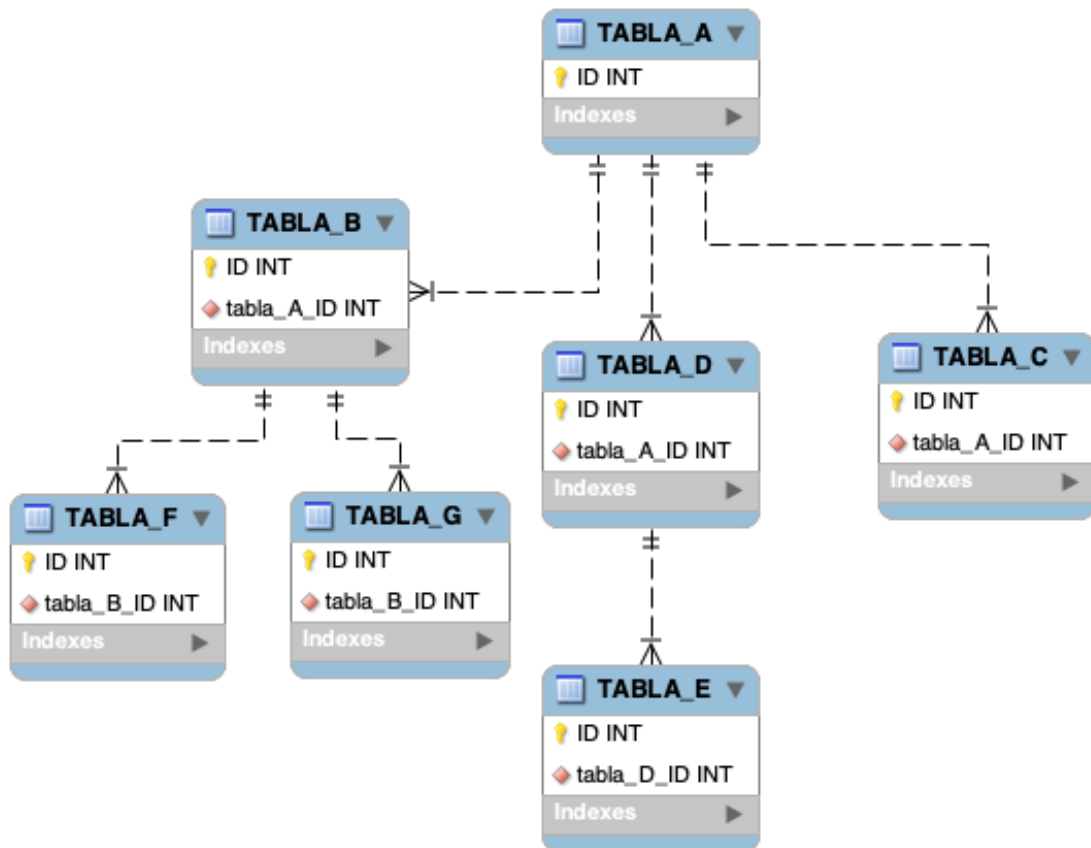 TABLA_A
ID INT
Indexes
TABLA_B
ID INT
tabla_A_ID INT
Indexes
TABLA_D
ID INT
tabla_A_ID INT
Indexes
TABLA_C
ID INT
tabla_A_ID INT
Indexes
TABLA_F
ID INT
tabla_B_ID INT
Indexes
TABLA_G
ID INT
tabla_B_ID INT
Indexes
TABLA_E
ID INT
tabla_D_ID INT
Indexes